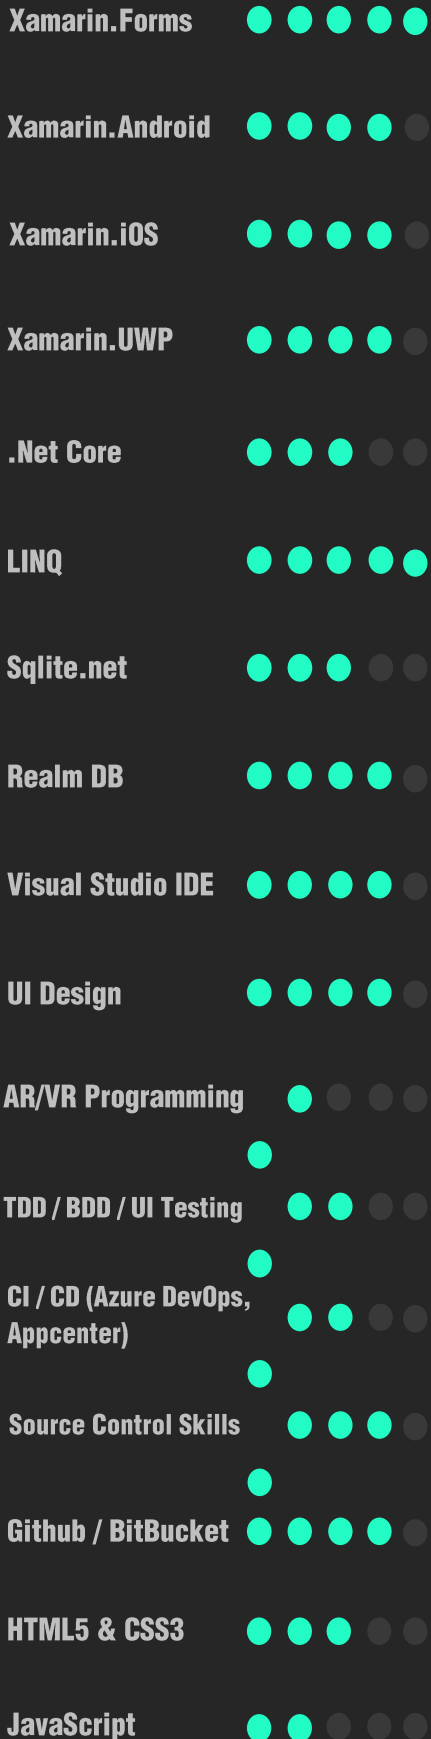 Xamarin.Forms
Xamarin.Android
Xamarin.iOS
Xamarin.UWP
.Net Core
LINQ
Sqlite.net
Realm DB
Visual Studio IDE
UI Design
AR/VR Programming
TDD / BDD / UI Testing
CI / CD (Azure DevOps,
Appcenter)
Source Control Skills
Github / BitBucket
HTML5 & CSS3
JavaScript